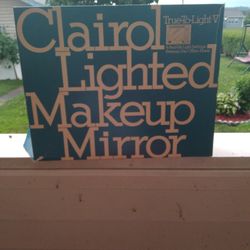 True-To-Light V
Clairol
Lighted
Makeup
Mirror